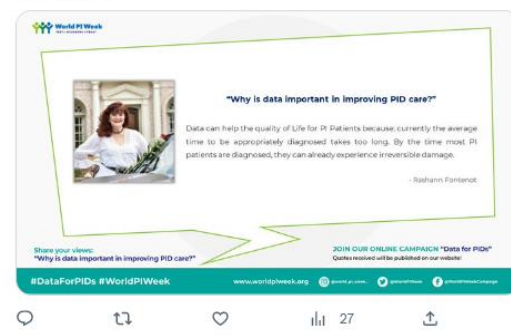 World PI Week
"Why is data important in improving PID care?"
Data can help the quality of Life for PI Patients because, currently the average
time to be appropriately diagnosed takes too long. By the time most PI
patients are diagnosed, they can already experience irreversible damage.
- Rashann Fontenot
Share your views:
"Why is data important in improving PID care?"
JOIN OUR ONLINE CAMPAIGN "Data for PIDs"
Quotes received will be published on our website!
#DataForPIDs #WorldPIWeek
www.worldpiweek.org
@WorldPIWeek
@WorldPIWeekCampaign
27